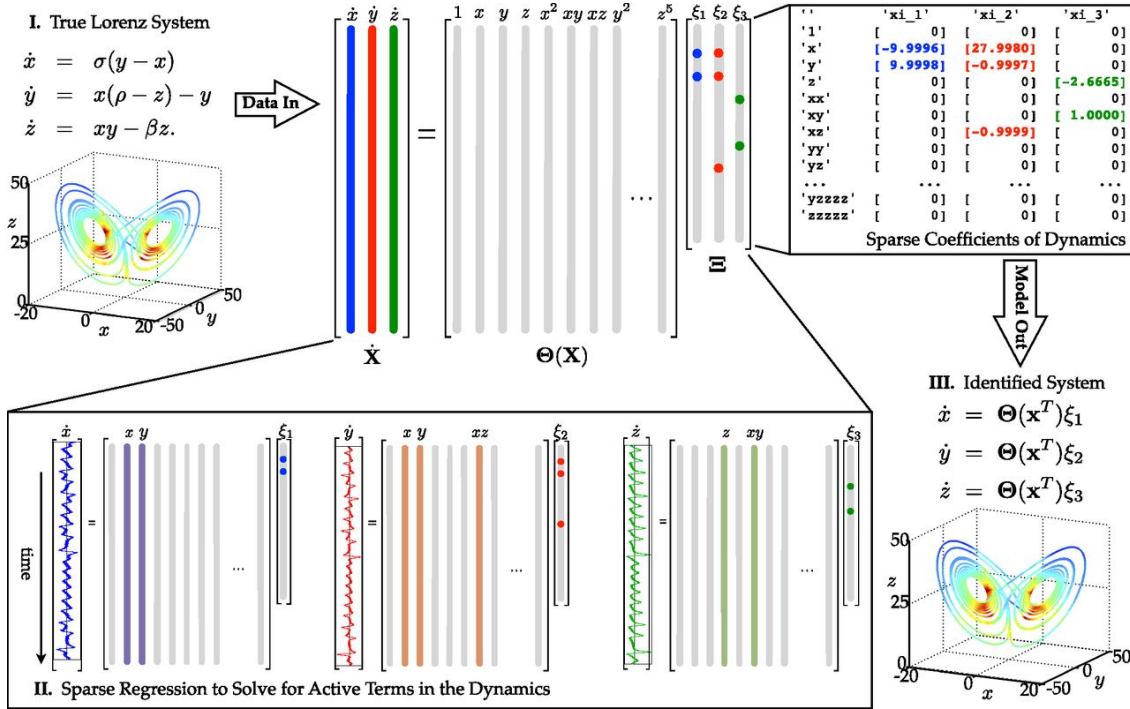 I. True Lorenz System
ẋ = σ(y − x)
ẏ = x(ρ − z) − y
ż = xy − βz.
Data In
50
z
25
0
-20
0
20
x
-50
0
50
y
ẋ ẏ ż
=
Ẋ
1 x y z x² xy xz y² z⁵
...
Θ(X)
ξ₁ ξ₂ ξ₃
Ξ
'' 'xi_1' 'xi_2' 'xi_3'
'1' [ 0] [ 0] [ 0]
'x' [-9.9996] [27.9980] [ 0]
'y' [ 9.9998] [-0.9997] [ 0]
'z' [ 0] [ 0] [-2.6665]
'xx' [ 0] [ 0] [ 0]
'xy' [ 0] [ 0] [ 1.0000]
'xz' [ 0] [-0.9999] [ 0]
'yy' [ 0] [ 0] [ 0]
'yz' [ 0] [ 0] [ 0]
... ... ... ...
'yzzzz' [ 0] [ 0] [ 0]
'zzzzz' [ 0] [ 0] [ 0]
Sparse Coefficients of Dynamics
Model Out
ẋ x y ξ₁
= ...
ẏ x y xz ξ₂
= ...
ż z xy ξ₃
= ...
time
II. Sparse Regression to Solve for Active Terms in the Dynamics
III. Identified System
ẋ = Θ(xᵀ)ξ₁
ẏ = Θ(xᵀ)ξ₂
ż = Θ(xᵀ)ξ₃
50
z
25
0
-20
0
20
x
-50
0
50
y